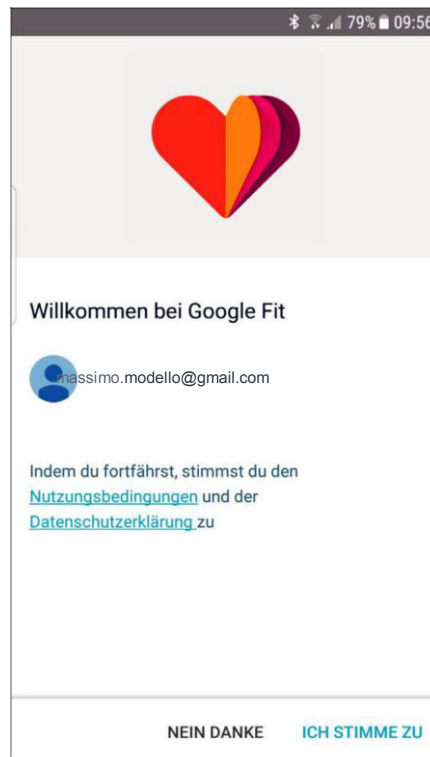 79% 09:56
Willkommen bei Google Fit
massimo.modello@gmail.com
Indem du fortfährst, stimmst du den
Nutzungsbedingungen und der
Datenschutzerklärung zu
NEIN DANKE ICH STIMME ZU